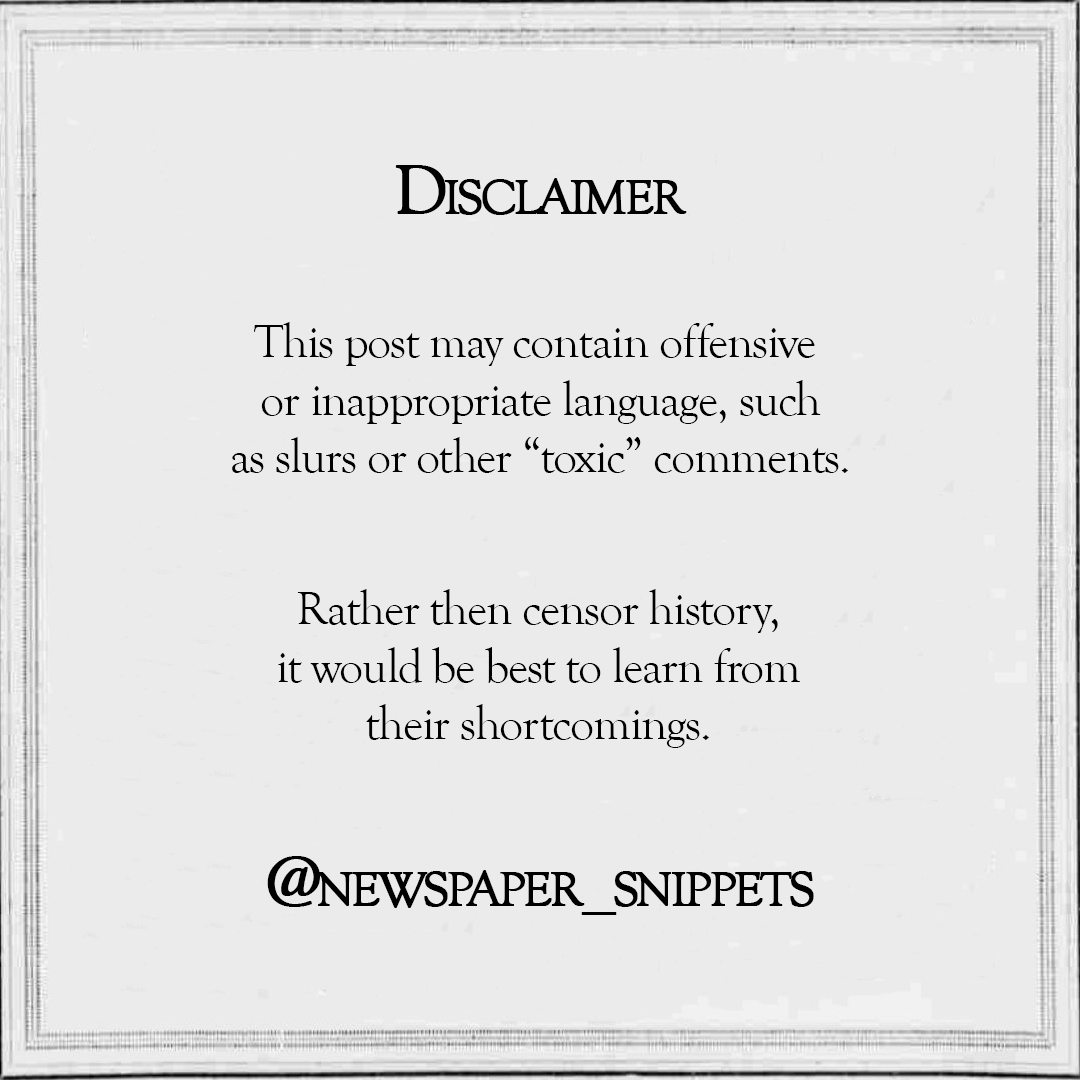 Disclaimer
This post may contain offensive
or inappropriate language, such
as slurs or other “toxic” comments.
Rather then censor history,
it would be best to learn from
their shortcomings.
@newspaper_snippets